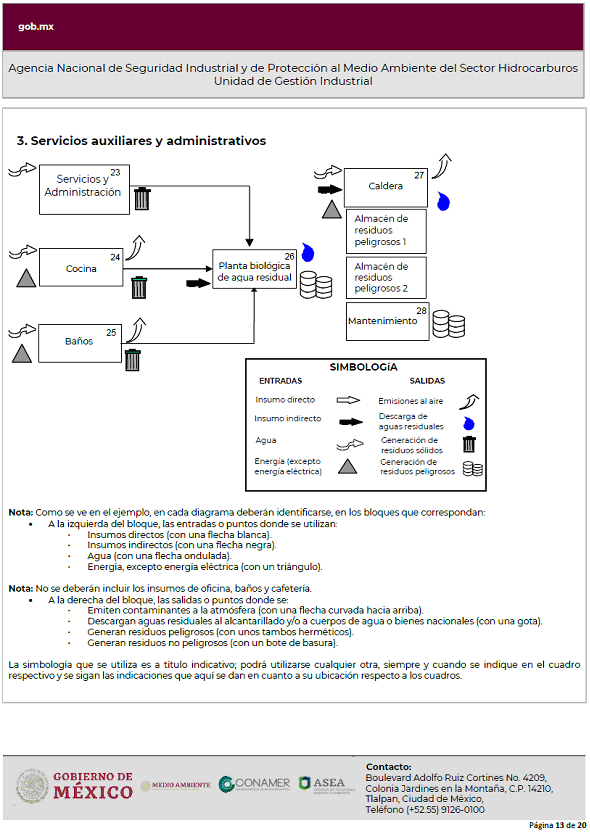 gob.mx
Agencia Nacional de Seguridad Industrial y de Protección al Medio Ambiente del Sector Hidrocarburos
Unidad de Gestión Industrial
3. Servicios auxiliares y administrativos
23
Servicios y
Administración
24
Cocina
25
Baños
26
Planta biológica
de agua residual
27
Caldera
Almacén de
residuos
peligrosos 1
Almacén de
residuos
peligrosos 2
28
Mantenimiento
SIMBOLOGíA
ENTRADAS SALIDAS
Insumo directo Emisiones al aire
Insumo indirecto Descarga de
aguas residuales
Agua Generación de
residuos sólidos
Energía (excepto Generación de
energía eléctrica) residuos peligrosos
Nota: Como se ve en el ejemplo, en cada diagrama deberán identificarse, en los bloques que correspondan:
• A la izquierda del bloque, las entradas o puntos donde se utilizan:
- Insumos directos (con una flecha blanca).
- Insumos indirectos (con una flecha negra).
- Agua (con una flecha ondulada).
- Energía, excepto energía eléctrica (con un triángulo).
Nota: No se deberán incluir los insumos de oficina, baños y cafetería.
• A la derecha del bloque, las salidas o puntos donde se:
- Emiten contaminantes a la atmósfera (con una flecha curvada hacia arriba).
- Descargan aguas residuales al alcantarillado y/o a cuerpos de agua o bienes nacionales (con una gota).
- Generan residuos peligrosos (con unos tambos herméticos).
- Generan residuos no peligrosos (con un bote de basura).
La simbología que se utiliza es a título indicativo; podrá utilizarse cualquier otra, siempre y cuando se indique en el cuadro
respectivo y se sigan las indicaciones que aquí se dan en cuanto a su ubicación respecto a los cuadros.
GOBIERNO DE
MÉXICO
MEDIO AMBIENTE
CONAMER
ASEA
Contacto:
Boulevard Adolfo Ruiz Cortines No. 4209,
Colonia Jardines en la Montaña, C.P. 14210,
Tlalpan, Ciudad de México,
Teléfono (+52.55) 9126-0100
Página 13 de 20